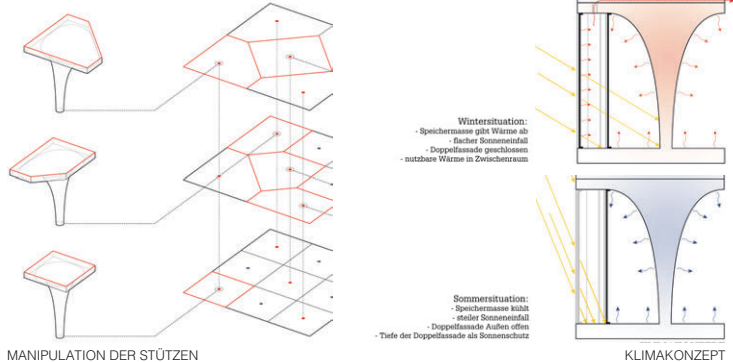 Wintersituation:
- Speichermasse gibt Wärme ab
- flacher Sonneneinfall
- Doppelfassade geschlossen
- nutzbare Wärme in Zwischenraum
Sommersituation:
- Speichermasse kühlt
- steiler Sonneneinfall
- Doppelfassade Außen offen
- Tiefe der Doppelfassade als Sonnenschutz
MANIPULATION DER STÜTZEN
KLIMAKONZEPT